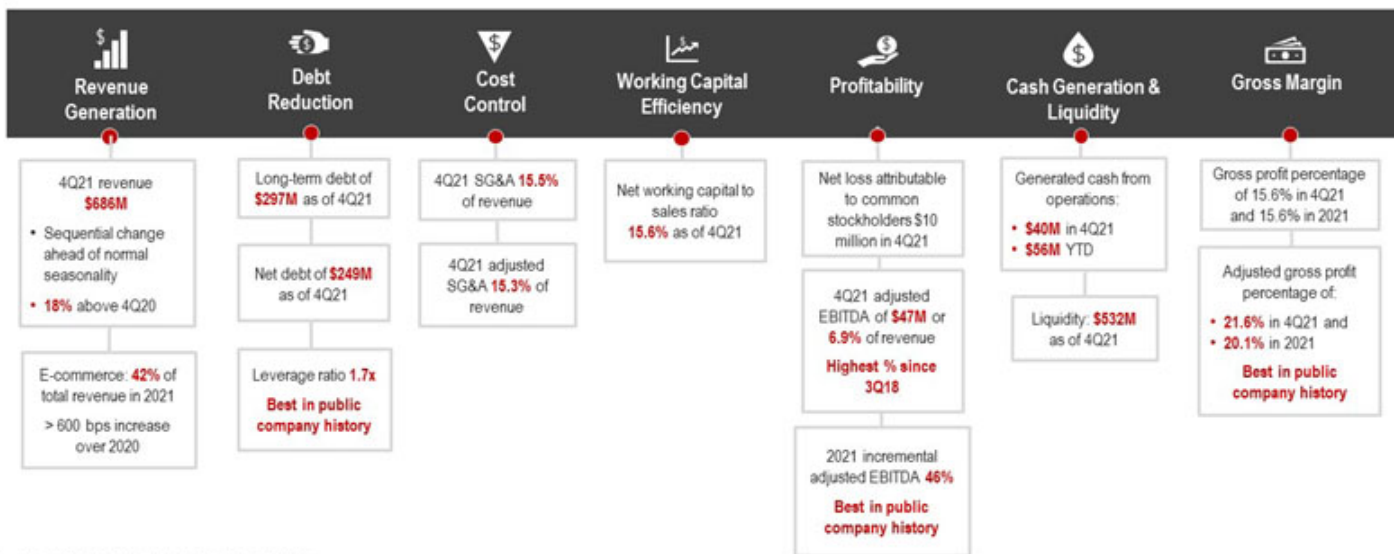 Revenue
Generation
4Q21 revenue
$686M
• Sequential change
ahead of normal
seasonality
• 18% above 4Q20
E-commerce: 42% of
total revenue in 2021
> 600 bps increase
over 2020
Debt
Reduction
Long-term debt of
$297M as of 4Q21
Net debt of $249M
as of 4Q21
Leverage ratio 1.7x
Best in public
company history
Cost
Control
4Q21 SG&A 15.5%
of revenue
4Q21 adjusted
SG&A 15.3% of
revenue
Working Capital
Efficiency
Net working capital to
sales ratio
15.6% as of 4Q21
Profitability
Net loss attributable
to common
stockholders $10
million in 4Q21
4Q21 adjusted
EBITDA of $47M or
6.9% of revenue
Highest % since
3Q18
2021 incremental
adjusted EBITDA 46%
Best in public
company history
Cash Generation &
Liquidity
Generated cash from
operations:
• $40M in 4Q21
• $56M YTD
Liquidity: $532M
as of 4Q21
Gross Margin
Gross profit percentage
of 15.6% in 4Q21
and 15.6% in 2021
Adjusted gross profit
percentage of:
• 21.6% in 4Q21 and
• 20.1% in 2021
Best in public
company history